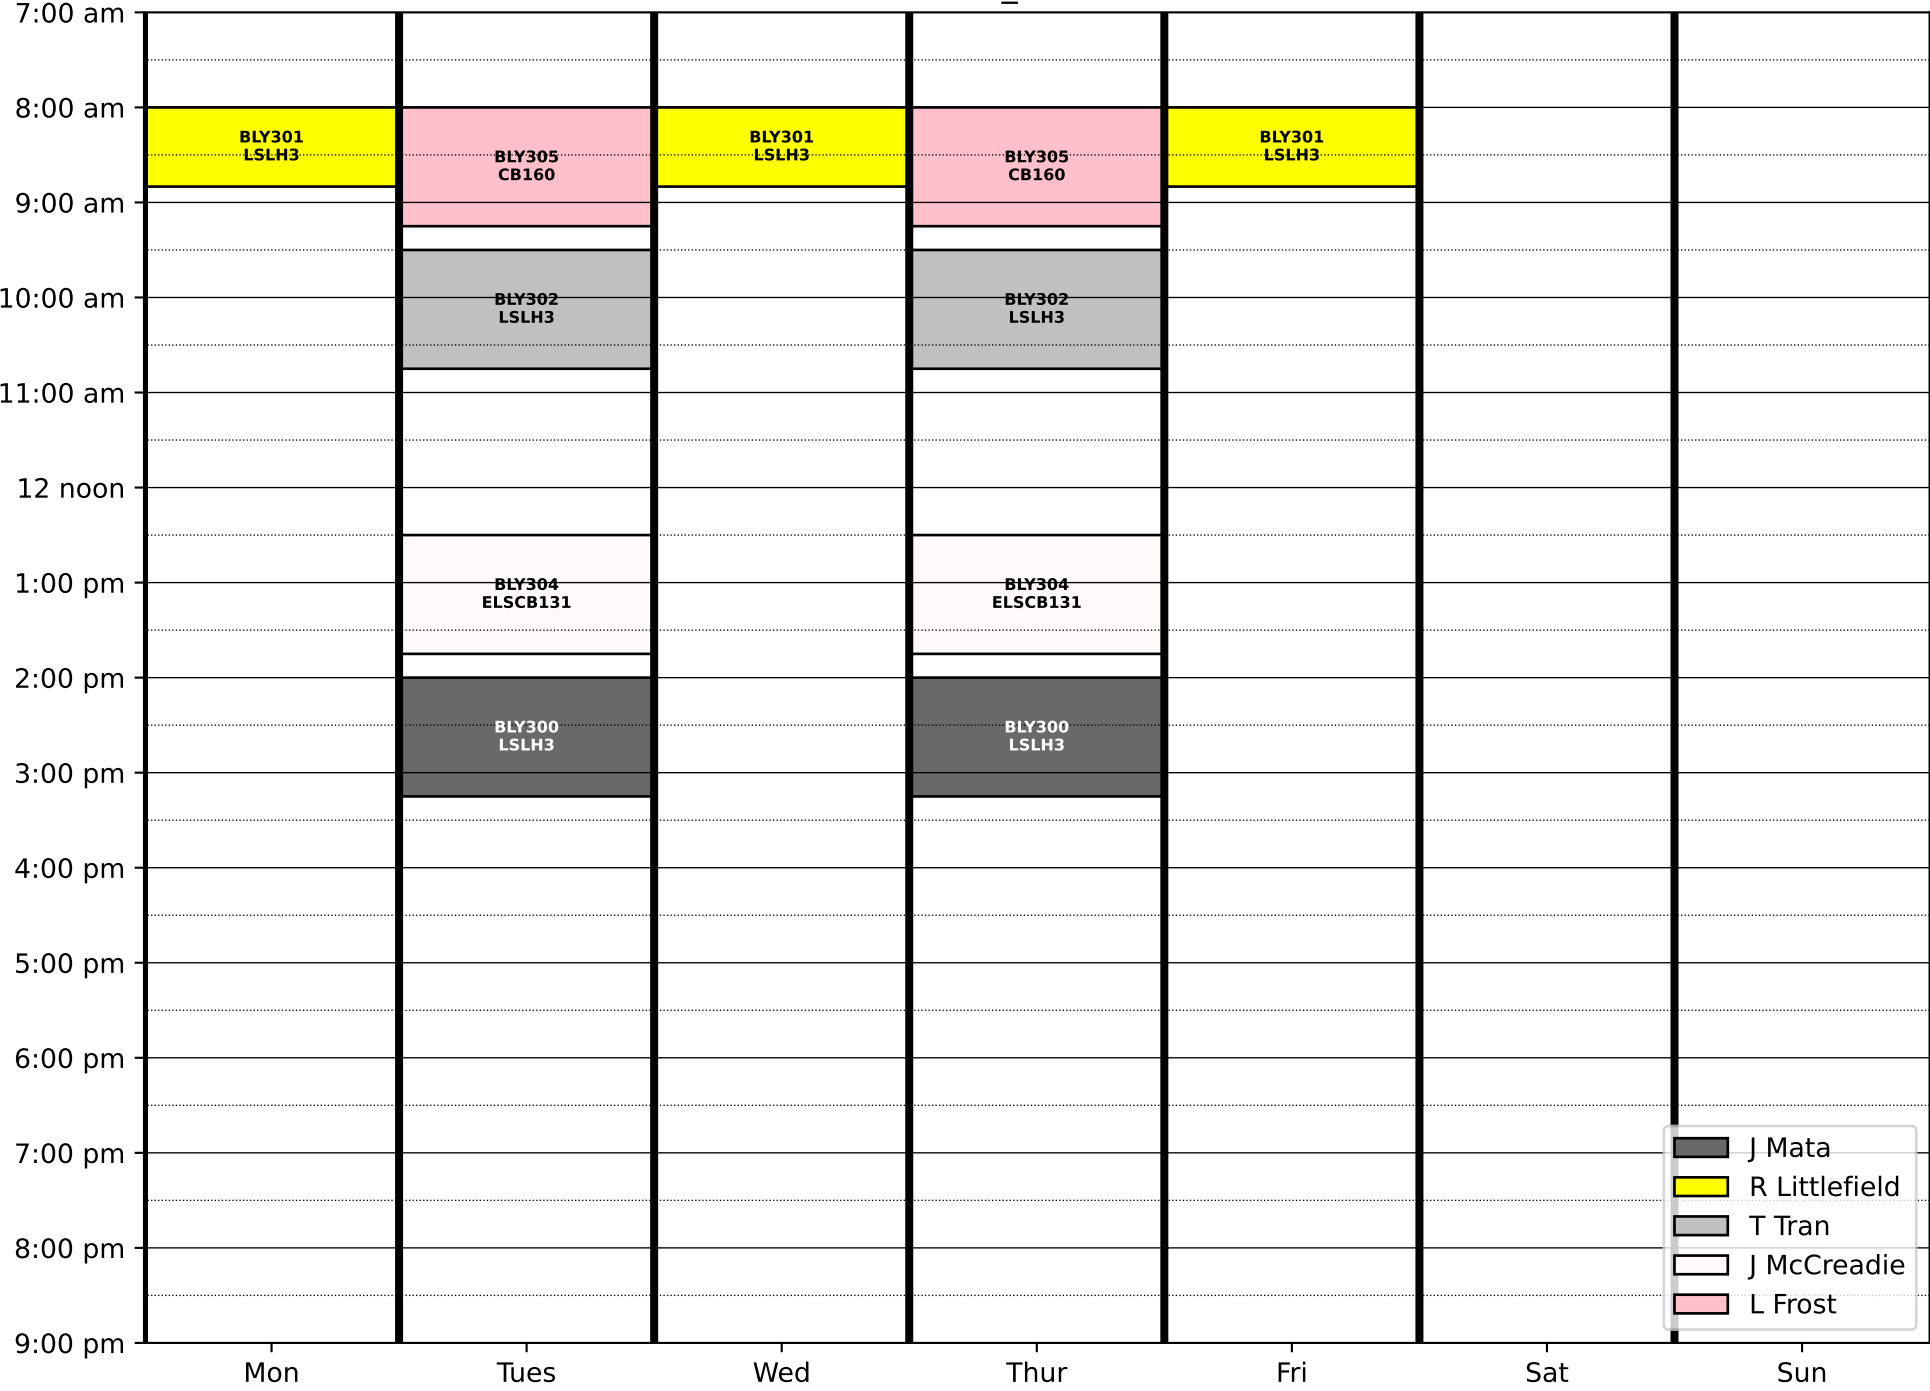 7:00 am
8:00 am
BLY301
LSLH3
BLY305
CB160
BLY301
LSLH3
BLY305
CB160
BLY301
LSLH3
9:00 am
10:00 am
BLY302
LSLH3
BLY302
LSLH3
11:00 am
12 noon
1:00 pm
BLY304
ELSCB131
BLY304
ELSCB131
2:00 pm
BLY300
LSLH3
BLY300
LSLH3
3:00 pm
4:00 pm
5:00 pm
6:00 pm
7:00 pm
8:00 pm
9:00 pm
J Mata
R Littlefield
T Tran
J McCreadie
L Frost
Mon Tues Wed Thur Fri Sat Sun